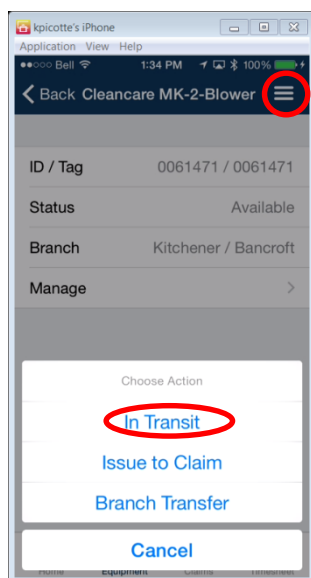 kpicotte's iPhone
Application View Help
Bell 1:34 PM 100%
Back Cleancare MK-2-Blower
ID / Tag 0061471 / 0061471
Status Available
Branch Kitchener / Bancroft
Manage
Choose Action
In Transit
Issue to Claim
Branch Transfer
Cancel
Home Equipment Claims Timesheet